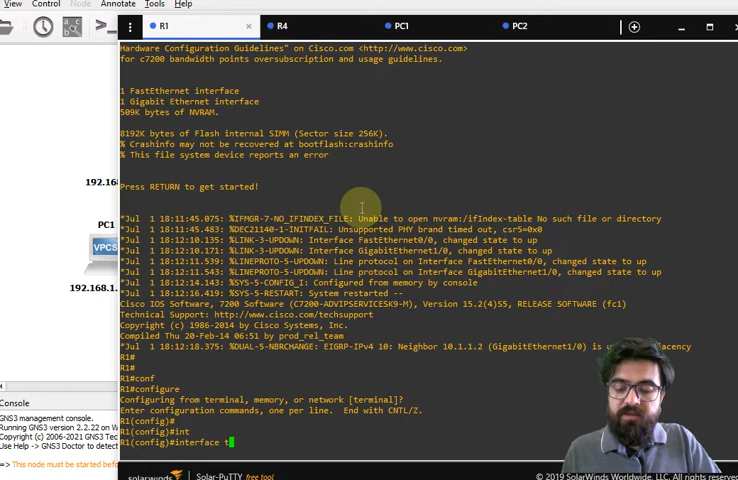 View Control Node Annotate Tools Help
R1 × R4 PC1 PC2
Hardware Configuration Guidelines" on Cisco.com <http://www.cisco.com>
for c7200 bandwidth points oversubscription and usage guidelines.
1 FastEthernet interface
1 Gigabit Ethernet interface
509K bytes of NVRAM.
8192K bytes of Flash internal SIMM (Sector size 256K).
% Crashinfo may not be recovered at bootflash:crashinfo
% This file system device reports an error
Press RETURN to get started!
192.168
PC1
VPCS
192.168.1.
*Jul 1 18:11:45.075: %IFMGR-7-NO_IFINDEX_FILE: Unable to open nvram:/ifIndex-table No such file or directory
*Jul 1 18:11:45.483: %DEC21140-1-INITFAIL: Unsupported PHY brand timed out, csr5=0x0
*Jul 1 18:12:10.135: %LINK-3-UPDOWN: Interface FastEthernet0/0, changed state to up
*Jul 1 18:12:10.171: %LINK-3-UPDOWN: Interface GigabitEthernet1/0, changed state to up
*Jul 1 18:12:11.539: %LINEPROTO-5-UPDOWN: Line protocol on Interface FastEthernet0/0, changed state to up
*Jul 1 18:12:11.543: %LINEPROTO-5-UPDOWN: Line protocol on Interface GigabitEthernet1/0, changed state to up
*Jul 1 18:12:14.143: %SYS-5-CONFIG_I: Configured from memory by console
*Jul 1 18:12:16.419: %SYS-5-RESTART: System restarted --
Cisco IOS Software, 7200 Software (C7200-ADVIPSERVICESK9-M), Version 15.2(4)S5, RELEASE SOFTWARE (fc1)
Technical Support: http://www.cisco.com/techsupport
Copyright (c) 1986-2014 by Cisco Systems, Inc.
Compiled Thu 20-Feb-14 06:51 by prod_rel_team
*Jul 1 18:12:18.375: %DUAL-5-NBRCHANGE: EIGRP-IPv4 10: Neighbor 10.1.1.2 (GigabitEthernet1/0) is u
R1#
R1#
R1#conf
R1#configure
Configuring from terminal, memory, or network [terminal]?
Enter configuration commands, one per line. End with CNTL/Z.
R1(config)#
R1(config)#int
R1(config)#interface t
Console
GNS3 management console.
Running GNS3 version 2.2.22 on
Copyright (c) 2006-2021 GNS3
Use Help -> GNS3 Doctor to detect
=> This node must be started befo
solarwinds Solar-PuTTY free tool
© 2019 SolarWinds Worldwide, LLC. All rights